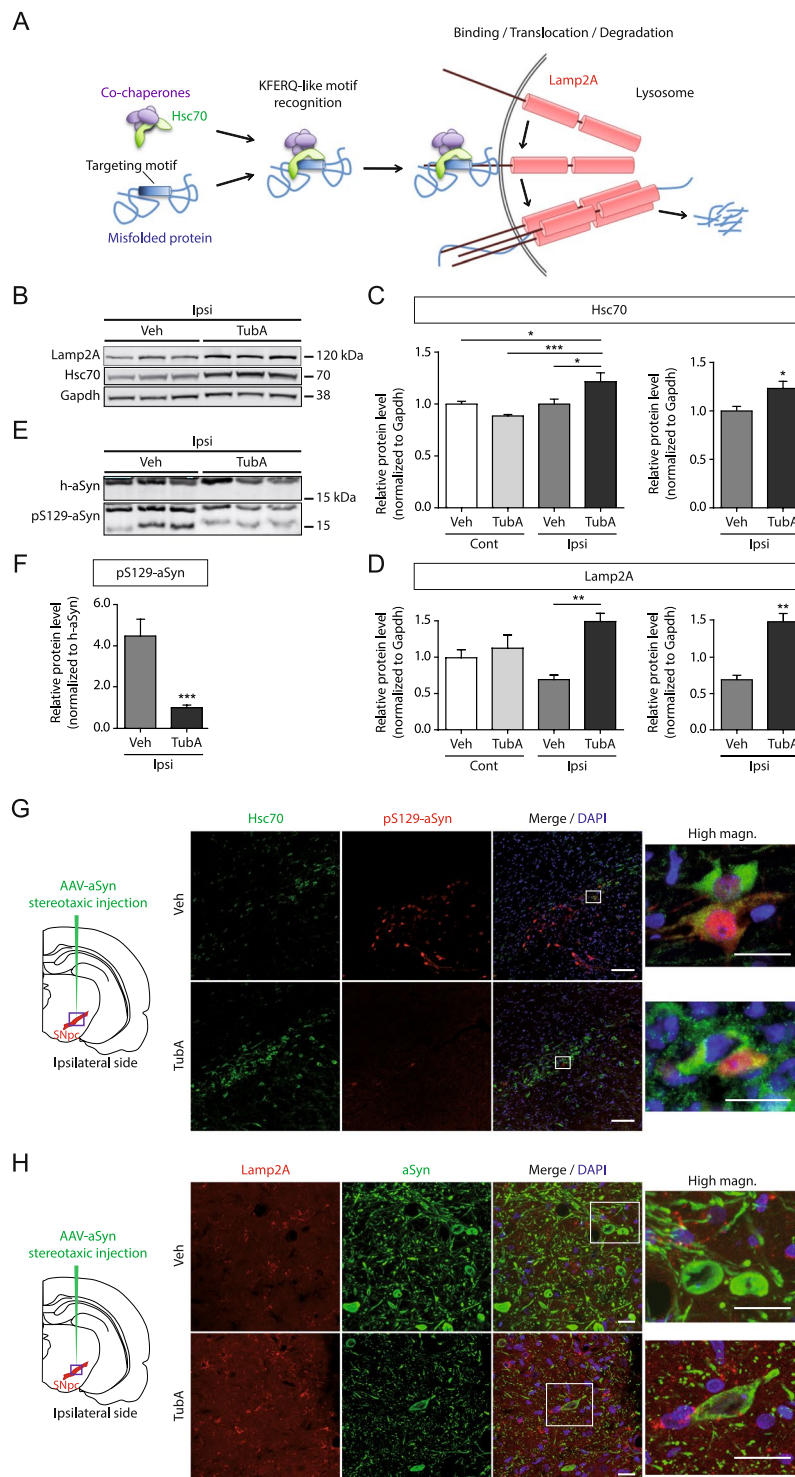 A
Binding / Translocation / Degradation
Co-chaperones
Hsc70
KFERQ-like motif
recognition
Lamp2A
Lysosome
Targeting motif
Misfolded protein
B
Ipsi
Veh TubA
Lamp2A 120 kDa
Hsc70 70
Gapdh 38
C
Hsc70
* *** *
Relative protein level
(normalized to Gapdh)
1.5
1.0
0.5
0.0
Veh TubA Veh TubA
Cont Ipsi
Relative protein level
(normalized to Gapdh)
1.5
1.0
0.5
0.0
*
Veh TubA
Ipsi
E
Ipsi
Veh TubA
h-aSyn
15 kDa
pS129-aSyn
15
F
pS129-aSyn
Relative protein level
(normalized to h-aSyn)
6.0
4.0
2.0
0.0
***
Veh TubA
Ipsi
D
Lamp2A
Relative protein level
(normalized to Gapdh)
1.5
1.0
0.5
0.0
**
Veh TubA Veh TubA
Cont Ipsi
Relative protein level
(normalized to Gapdh)
1.5
1.0
0.5
0.0
**
Veh TubA
Ipsi
G
Hsc70 pS129-aSyn Merge / DAPI High magn.
AAV-aSyn
stereotaxic injection
SNpc
Ipsilateral side
Veh
TubA
H
Lamp2A aSyn Merge / DAPI High magn.
AAV-aSyn
stereotaxic injection
SNpc
Ipsilateral side
Veh
TubA